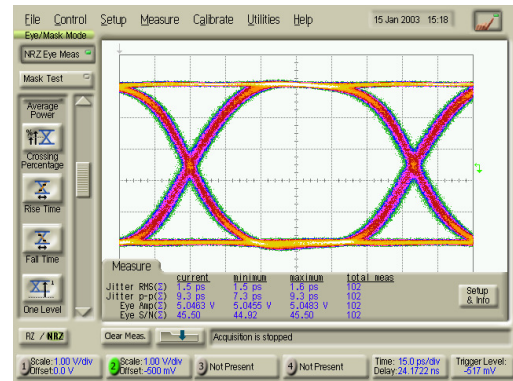 File Control Setup Measure Calibrate Utilities Help 15 Jan 2003 15:18
Eye/Mask Mode
NRZ Eye Meas
Mask Test
Average
Power
Crossing
Percentage
Rise Time
Fall Time
One Level
Measure
current minimum maximum total meas
Jitter RMS(Σ) 1.5 ps 1.5 ps 1.6 ps 102
Jitter p-p(Σ) 9.3 ps 7.3 ps 9.3 ps 102
Eye Amp(Σ) 5.0463 V 5.0455 V 5.0483 V 102
Eye S/N(Σ) 45.50 44.92 45.50 102
Setup
& Info
RZ / NRZ
Clear Meas.
Acquisition is stopped
1 Scale:1.00 V/div
Offset:0.0 V
2 Scale:1.00 V/div
Offset:-500 mV
3 Not Present
4 Not Present
Time: 15.0 ps/div
Delay:24.1722 ns
Trigger Level:
-517 mV